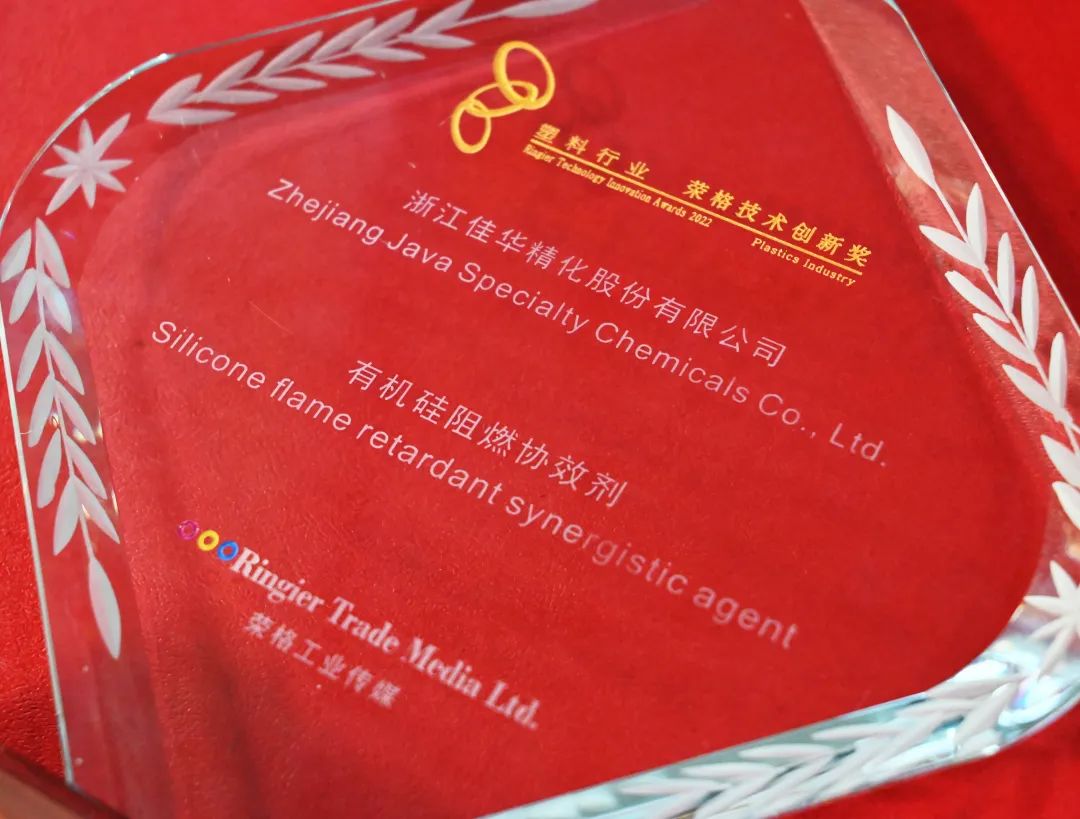 塑料行业 荣格技术创新奖
Ringier Technology Innovation Awards 2022 Plastics Industry
浙江佳华精化股份有限公司
Zhejiang Java Specialty Chemicals Co., Ltd.
有机硅阻燃协效剂
Silicone flame retardant synergistic agent
Ringier Trade Media Ltd.
荣格工业传媒